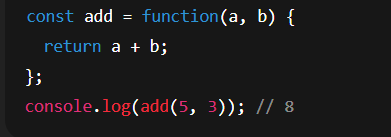 const add = function(a, b) {
  return a + b;
};
console.log(add(5, 3)); // 8